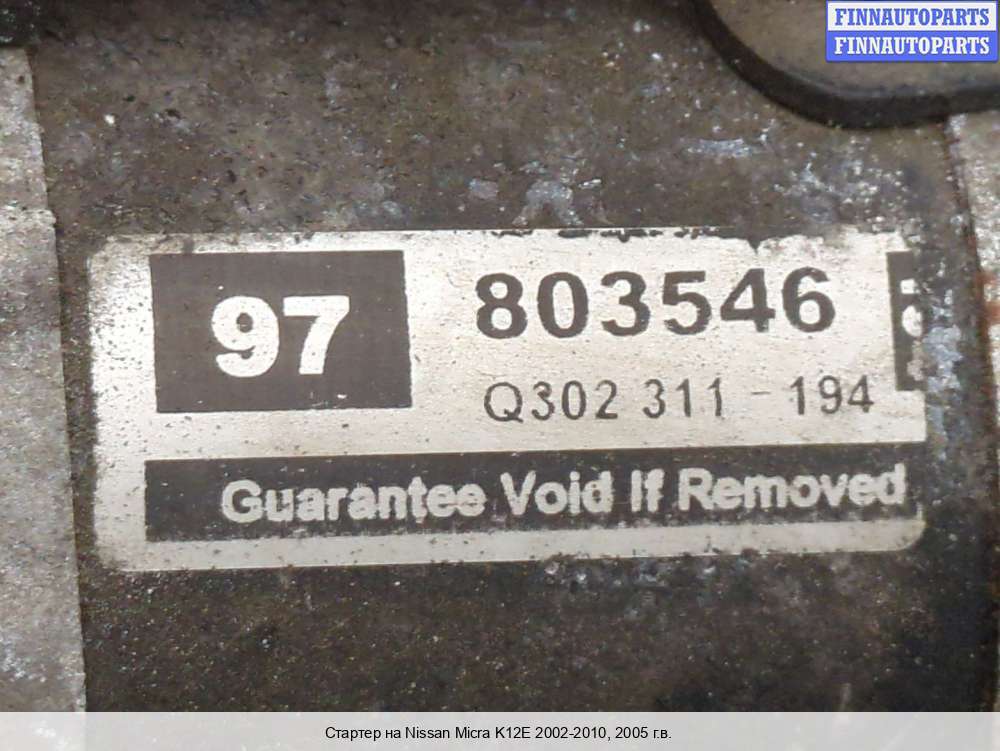 FINNAUTOPARTS
FINNAUTOPARTS
97 803546
Q302 311-194
Guarantee Void If Removed
Стартер на Nissan Micra K12E 2002-2010, 2005 г.в.